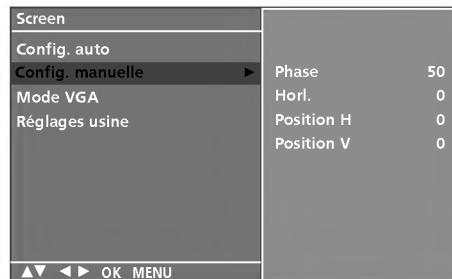 Screen
Config. auto
Config. manuelle ▶
Mode VGA
Réglages usine
Phase 50
Horl. 0
Position H 0
Position V 0
▲▼ ◀ ▶ OK MENU